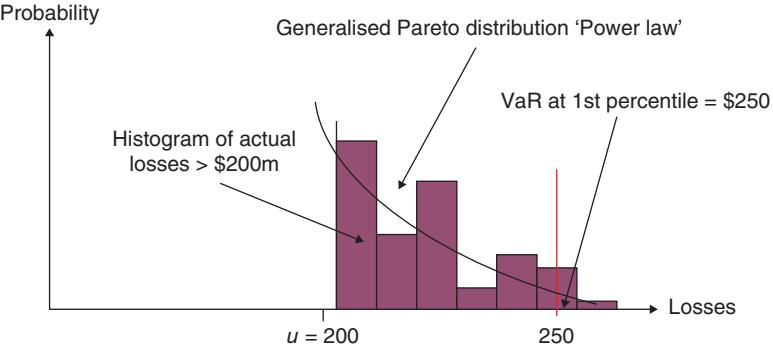 Probability
Generalised Pareto distribution ‘Power law’
VaR at 1st percentile = $250
Histogram of actual
losses > $200m
Losses
u = 200
250